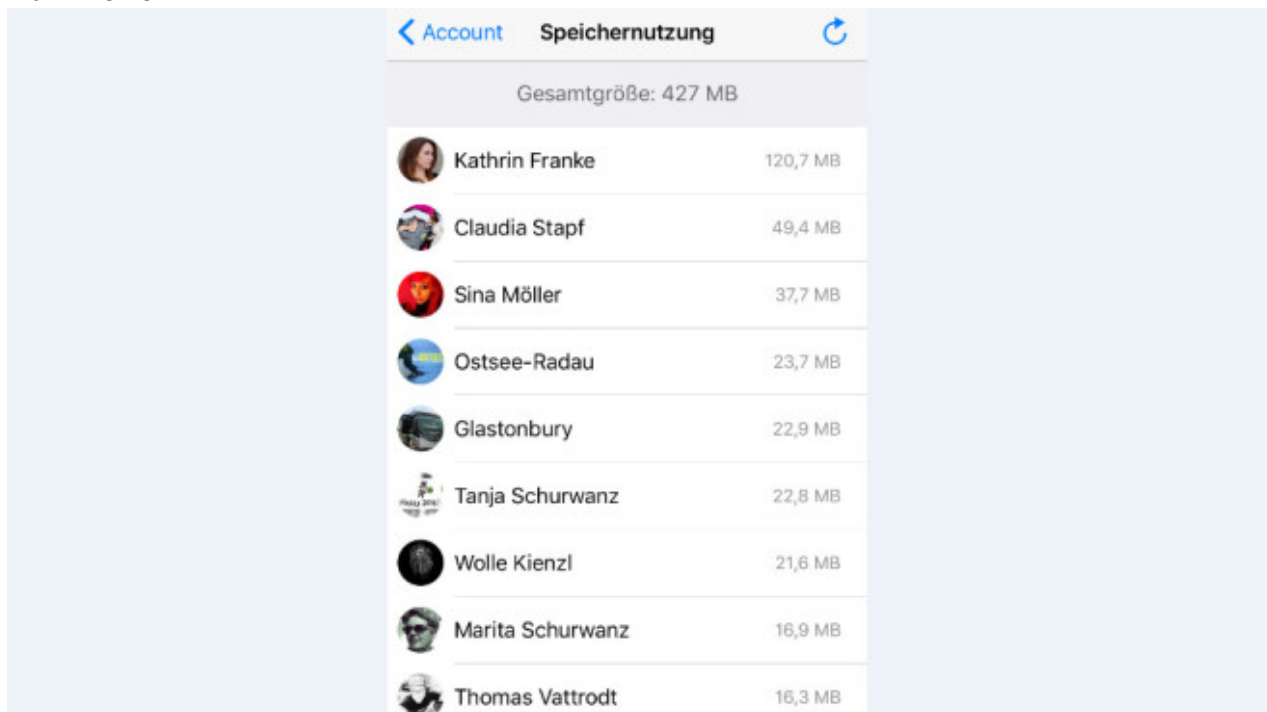 Account Speichernutzung
Gesamtgröße: 427 MB
Kathrin Franke 120,7 MB
Claudia Stapf 49,4 MB
Sina Möller 37,7 MB
Ostsee-Radau 23,7 MB
Glastonbury 22,9 MB
Tanja Schurwanz 22,8 MB
Wolle Kienzl 21,6 MB
Marita Schurwanz 16,9 MB
Thomas Vattrodt 16,3 MB